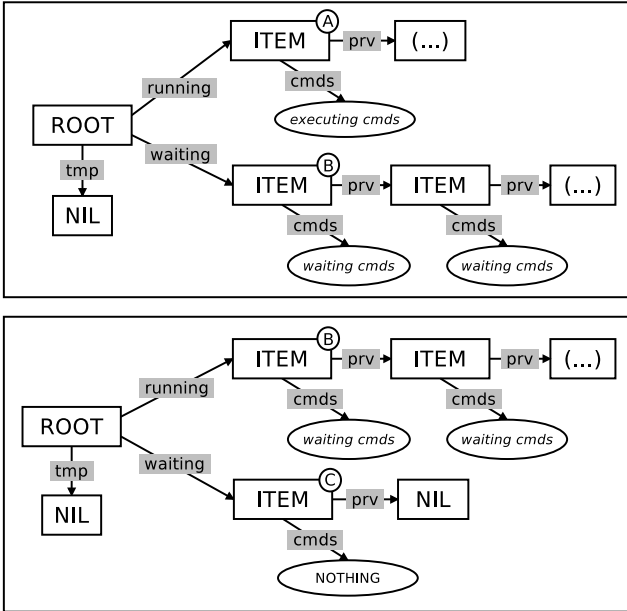 A
ITEM prv (...)
running cmds
executing cmds
ROOT
waiting
tmp B
ITEM prv ITEM prv (...)
NIL
cmds cmds
waiting cmds waiting cmds
B
ITEM prv ITEM prv (...)
running
cmds cmds
ROOT
waiting cmds waiting cmds
waiting
tmp C
ITEM prv NIL
NIL
cmds
NOTHING